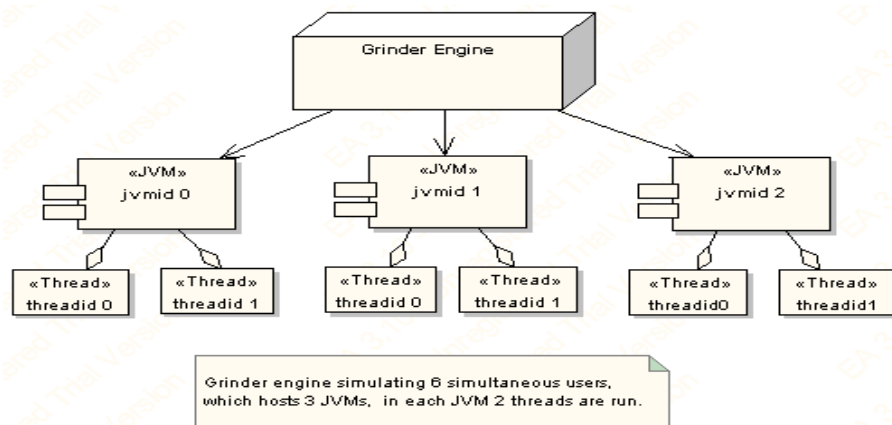 Grinder Engine
«JVM»
jvmid 0
«JVM»
jvmid 1
«JVM»
jvmid 2
«Thread»
threadid 0
«Thread»
threadid 1
«Thread»
threadid 0
«Thread»
threadid 1
«Thread»
threadid0
«Thread»
threadid1
Grinder engine simulating 6 simultaneous users,
which hosts 3 JVMs, in each JVM 2 threads are run.